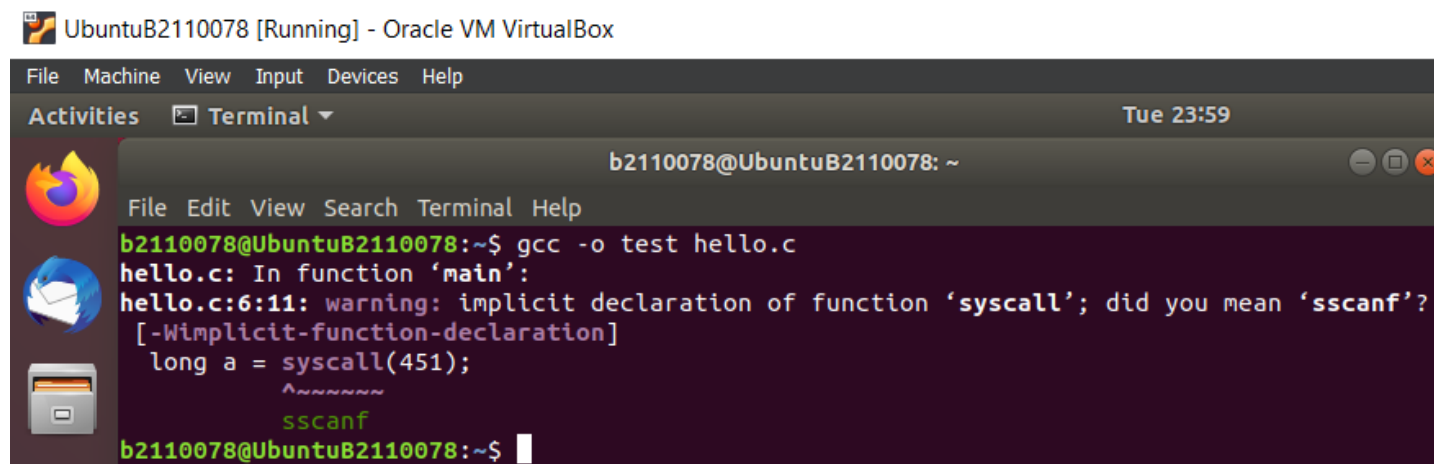 UbuntuB2110078 [Running] - Oracle VM VirtualBox
File Machine View Input Devices Help
Activities Terminal Tue 23:59
b2110078@UbuntuB2110078: ~
File Edit View Search Terminal Help
b2110078@UbuntuB2110078:~$ gcc -o test hello.c
hello.c: In function ‘main’:
hello.c:6:11: warning: implicit declaration of function ‘syscall’; did you mean ‘sscanf’?
[-Wimplicit-function-declaration]
long a = syscall(451);
^~~~~~~
sscanf
b2110078@UbuntuB2110078:~$